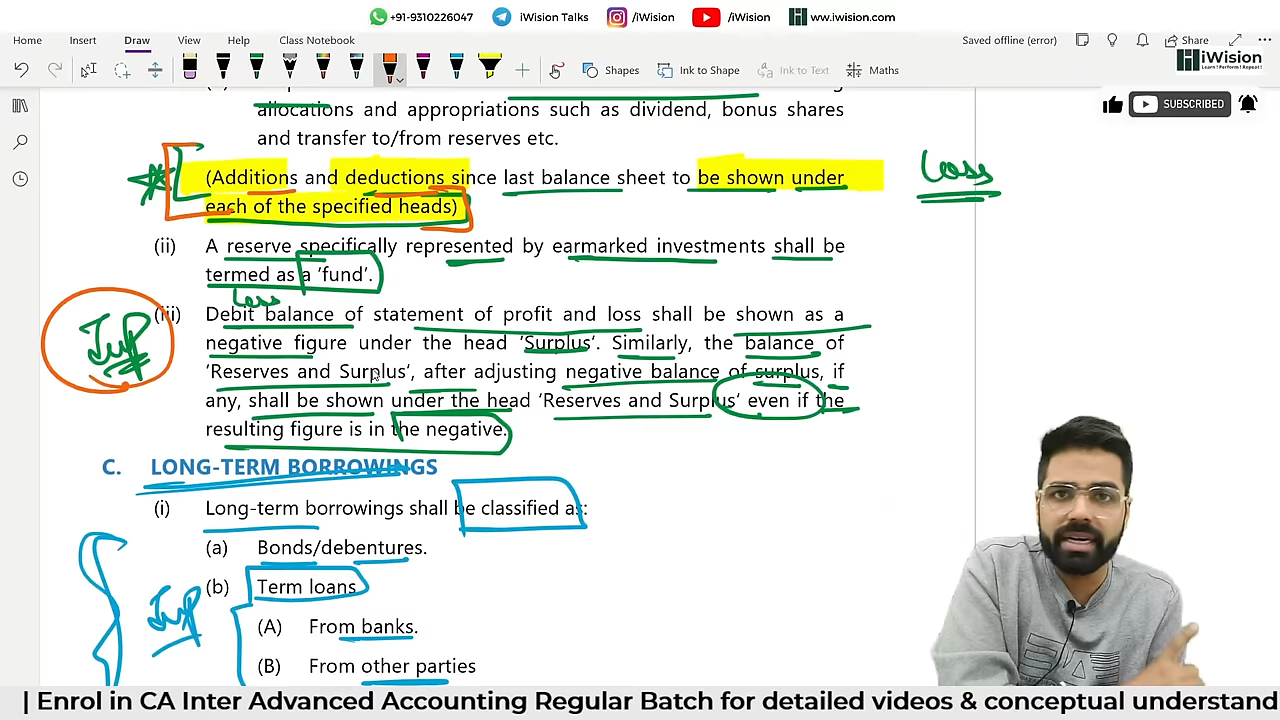 +91-9310226047 iWision Talks /iWision /iWision ww.iwision.com
Home Insert Draw View Help Class Notebook Saved offline (error) Share
Shapes Ink to Shape Ink to Text Maths
iWision
Learn ! Perform ! Repeat !
SUBSCRIBED
allocations and appropriations such as dividend, bonus shares
and transfer to/from reserves etc.
(Additions and deductions since last balance sheet to be shown under
each of the specified heads)
Loss
(ii) A reserve specifically represented by earmarked investments shall be
termed as a 'fund'.
Loss
(iii) Debit balance of statement of profit and loss shall be shown as a
negative figure under the head 'Surplus'. Similarly, the balance of
'Reserves and Surplus', after adjusting negative balance of surplus, if
any, shall be shown under the head 'Reserves and Surplus' even if the
resulting figure is in the negative.
Imp
C. LONG-TERM BORROWINGS
(i) Long-term borrowings shall be classified as:
(a) Bonds/debentures.
(b) Term loans
Imp
(A) From banks.
(B) From other parties
| Enrol in CA Inter Advanced Accounting Regular Batch for detailed videos & conceptual understand